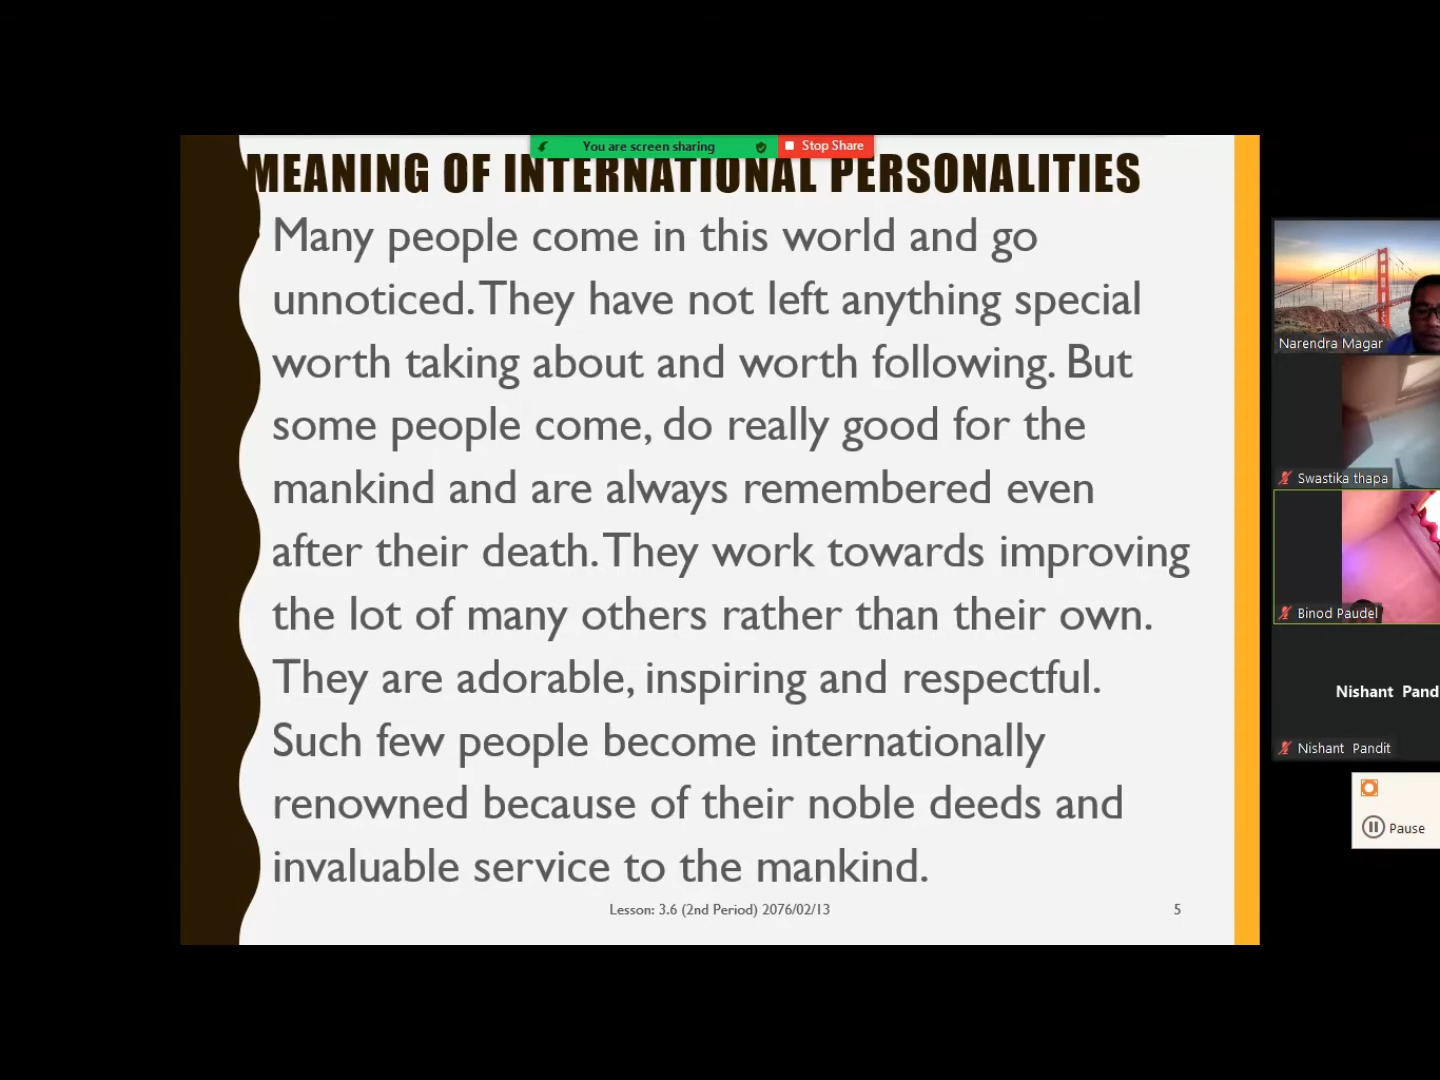 You are screen sharing
Stop Share
MEANING OF INTERNATIONAL PERSONALITIES
Many people come in this world and go
unnoticed. They have not left anything special
worth taking about and worth following. But
some people come, do really good for the
mankind and are always remembered even
after their death. They work towards improving
the lot of many others rather than their own.
They are adorable, inspiring and respectful.
Such few people become internationally
renowned because of their noble deeds and
invaluable service to the mankind.
Lesson: 3.6 (2nd Period) 2076/02/13
5
Narendra Magar
Swastika thapa
Binod Paudel
Nishant Pand
Nishant Pandit
Pause